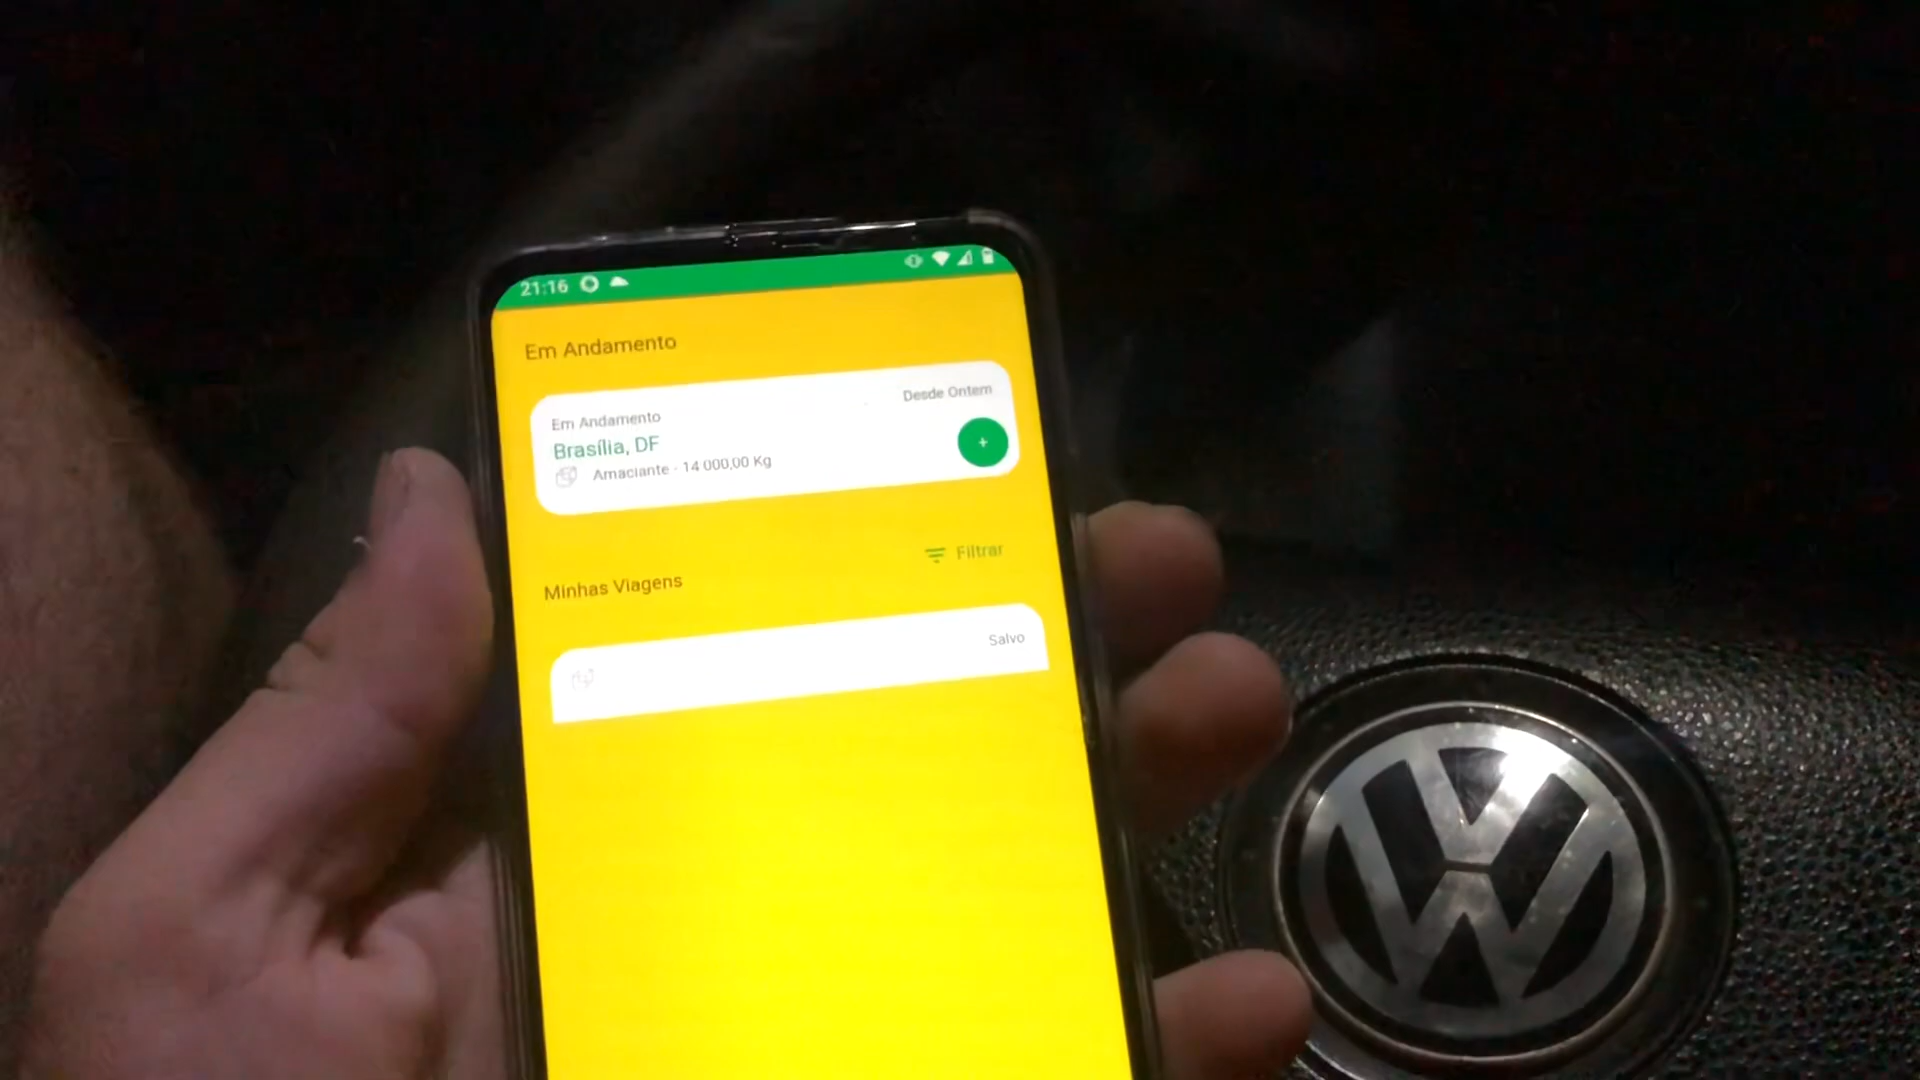 21:16
Em Andamento
Desde Ontem
Em Andamento
Brasília, DF
+
Amaciante - 14 000,00 Kg
Filtrar
Minhas Viagens
Salvo
VW